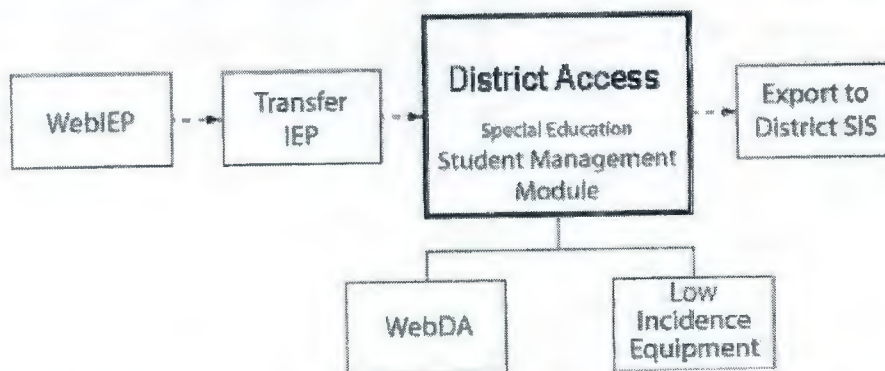 WebIEP
Transfer
IEP
District Access
Special Education
Student Management
Module
Export to
District SIS
WebDA
Low
Incidence
Equipment